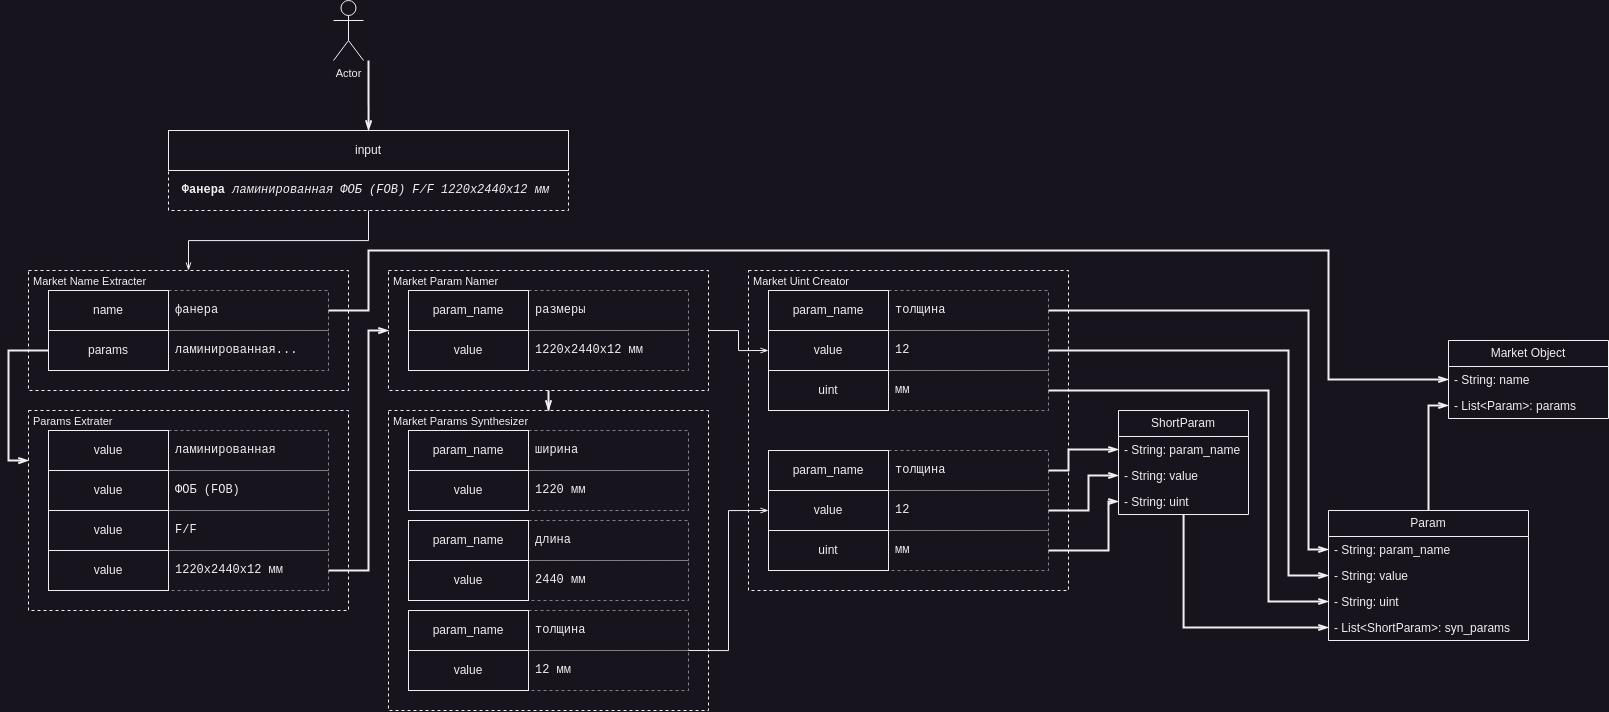 Actor
input
Фанера ламинированная ФОБ (FOB) F/F 1220x2440x12 мм
Market Name Extracter
name фанера
params ламинированная...
Params Extrater
value ламинированная
value ФОБ (FOB)
value F/F
value 1220x2440x12 мм
Market Param Namer
param_name размеры
value 1220x2440x12 мм
Market Params Synthesizer
param_name ширина
value 1220 мм
param_name длина
value 2440 мм
param_name толщина
value 12 мм
Market Uint Creator
param_name толщина
value 12
uint мм
param_name толщина
value 12
uint мм
ShortParam
- String: param_name
- String: value
- String: uint
Market Object
- String: name
- List<Param>: params
Param
- String: param_name
- String: value
- String: uint
- List<ShortParam>: syn_params